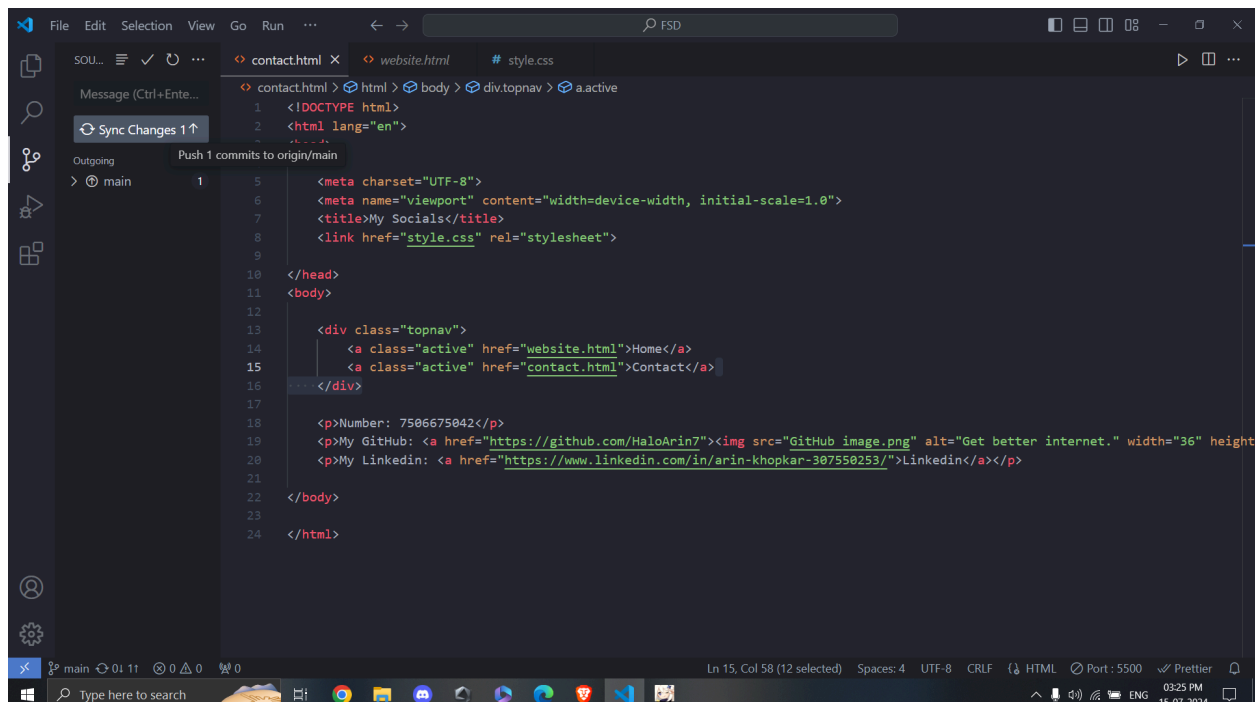 File Edit Selection View Go Run ··· FSD
SOU... ···
contact.html
website.html
# style.css
Message (Ctrl+Ente...
Sync Changes 1↑
Push 1 commits to origin/main
Outgoing
main 1
contact.html > html > body > div.topnav > a.active
1 <!DOCTYPE html>
2 <html lang="en">
5 <meta charset="UTF-8">
6 <meta name="viewport" content="width=device-width, initial-scale=1.0">
7 <title>My Socials</title>
8 <link href="style.css" rel="stylesheet">
9
10 </head>
11 <body>
12
13 <div class="topnav">
14 <a class="active" href="website.html">Home</a>
15 <a class="active" href="contact.html">Contact</a>
16 ····</div>
17
18 <p>Number: 7506675042</p>
19 <p>My GitHub: <a href="https://github.com/HaloArin7"><img src="GitHub image.png" alt="Get better internet." width="36" height
20 <p>My Linkedin: <a href="https://www.linkedin.com/in/arin-khopkar-307550253/">Linkedin</a></p>
21
22 </body>
23
24 </html>
main 0↓ 1↑ 0 0 0 Ln 15, Col 58 (12 selected) Spaces: 4 UTF-8 CRLF HTML Port : 5500 Prettier
Type here to search
ENG
03:25 PM
15-07-2024